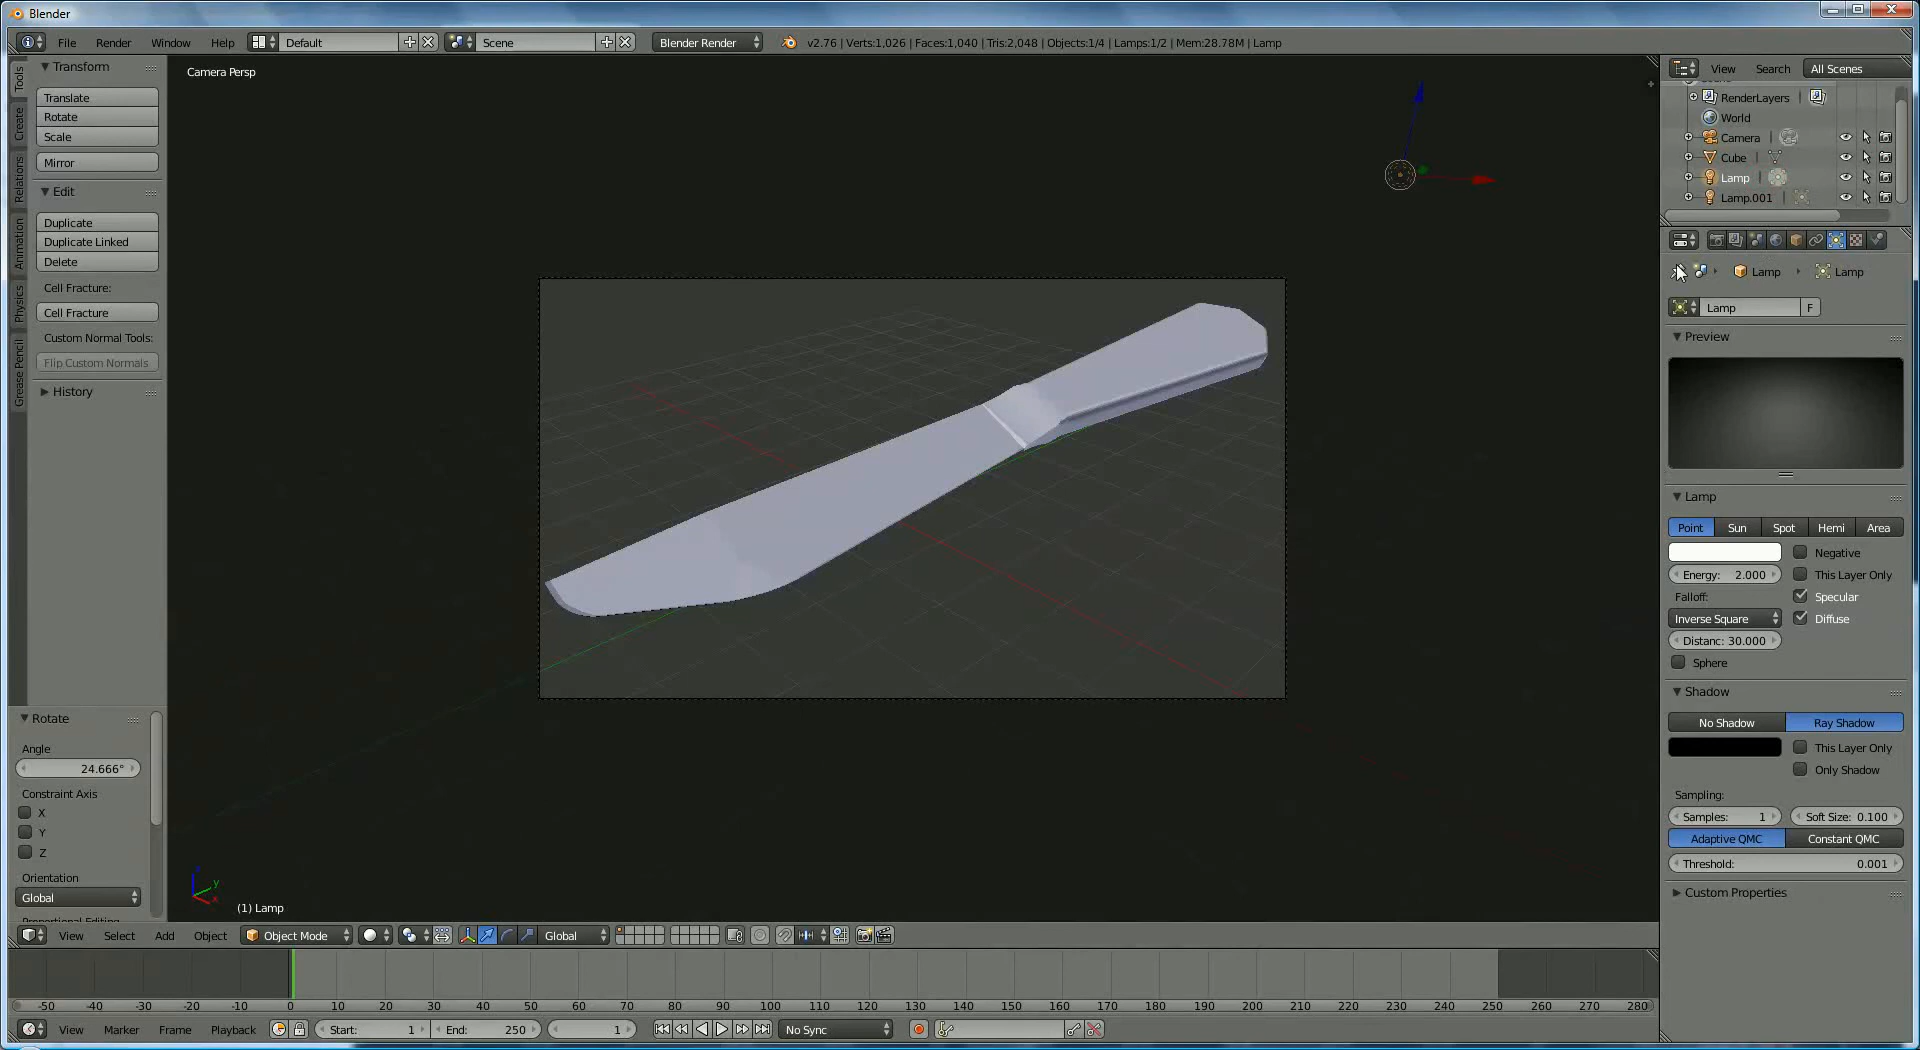 Blender
File Render Window Help Default Scene Blender Render v2.76 | Verts:1,026 | Faces:1,040 | Tris:2,048 | Objects:1/4 | Lamps:1/2 | Mem:28.78M | Lamp
Tools
Create
Relations
Animation
Physics
Grease Pencil
Transform
Translate
Rotate
Scale
Mirror
Edit
Duplicate
Duplicate Linked
Delete
Cell Fracture:
Cell Fracture
Custom Normal Tools:
Flip Custom Normals
History
Rotate
Angle
24.666°
Constraint Axis
X
Y
Z
Orientation
Global
Camera Persp
(1) Lamp
View Select Add Object Object Mode Global
-50 -40 -30 -20 -10 0 10 20 30 40 50 60 70 80 90 100 110 120 130 140 150 160 170 180 190 200 210 220 230 240 250 260 270 280
View Marker Frame Playback Start: 1 End: 250 1 No Sync
View Search All Scenes
RenderLayers
World
Camera
Cube
Lamp
Lamp.001
Lamp Lamp
Lamp F
Preview
Lamp
Point Sun Spot Hemi Area
Negative
Energy: 2.000 This Layer Only
Falloff: Specular
Inverse Square Diffuse
Distanc: 30.000
Sphere
Shadow
No Shadow Ray Shadow
This Layer Only
Only Shadow
Sampling:
Samples: 1 Soft Size: 0.100
Adaptive QMC Constant QMC
Threshold: 0.001
Custom Properties